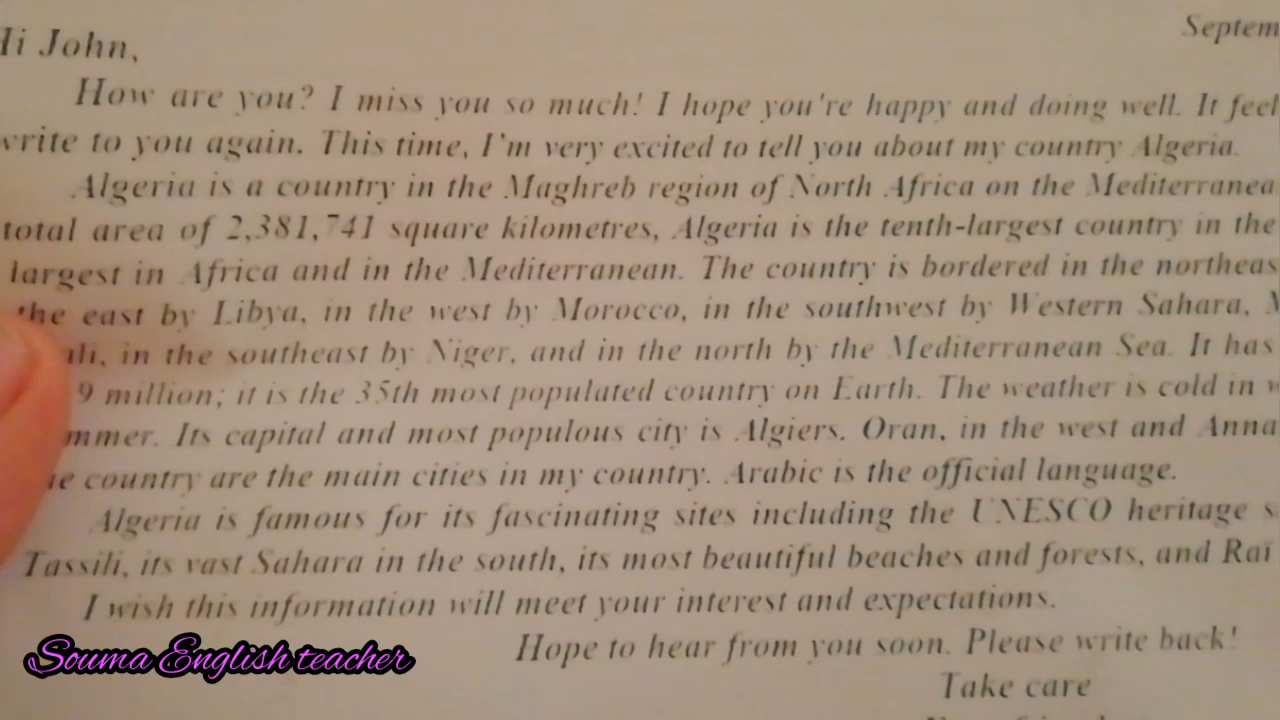 Septem
Hi John,
How are you? I miss you so much! I hope you're happy and doing well. It feel
write to you again. This time, I'm very excited to tell you about my country Algeria.
Algeria is a country in the Maghreb region of North Africa on the Mediterranea
total area of 2,381,741 square kilometres, Algeria is the tenth-largest country in the
largest in Africa and in the Mediterranean. The country is bordered in the northeas
the east by Libya, in the west by Morocco, in the southwest by Western Sahara, M
ali, in the southeast by Niger, and in the north by the Mediterranean Sea. It has
9 million; it is the 35th most populated country on Earth. The weather is cold in w
mmer. Its capital and most populous city is Algiers. Oran, in the west and Anna
e country are the main cities in my country. Arabic is the official language.
Algeria is famous for its fascinating sites including the UNESCO heritage s
Tassili, its vast Sahara in the south, its most beautiful beaches and forests, and Raï
I wish this information will meet your interest and expectations.
Hope to hear from you soon. Please write back!
Souma English teacher
Take care